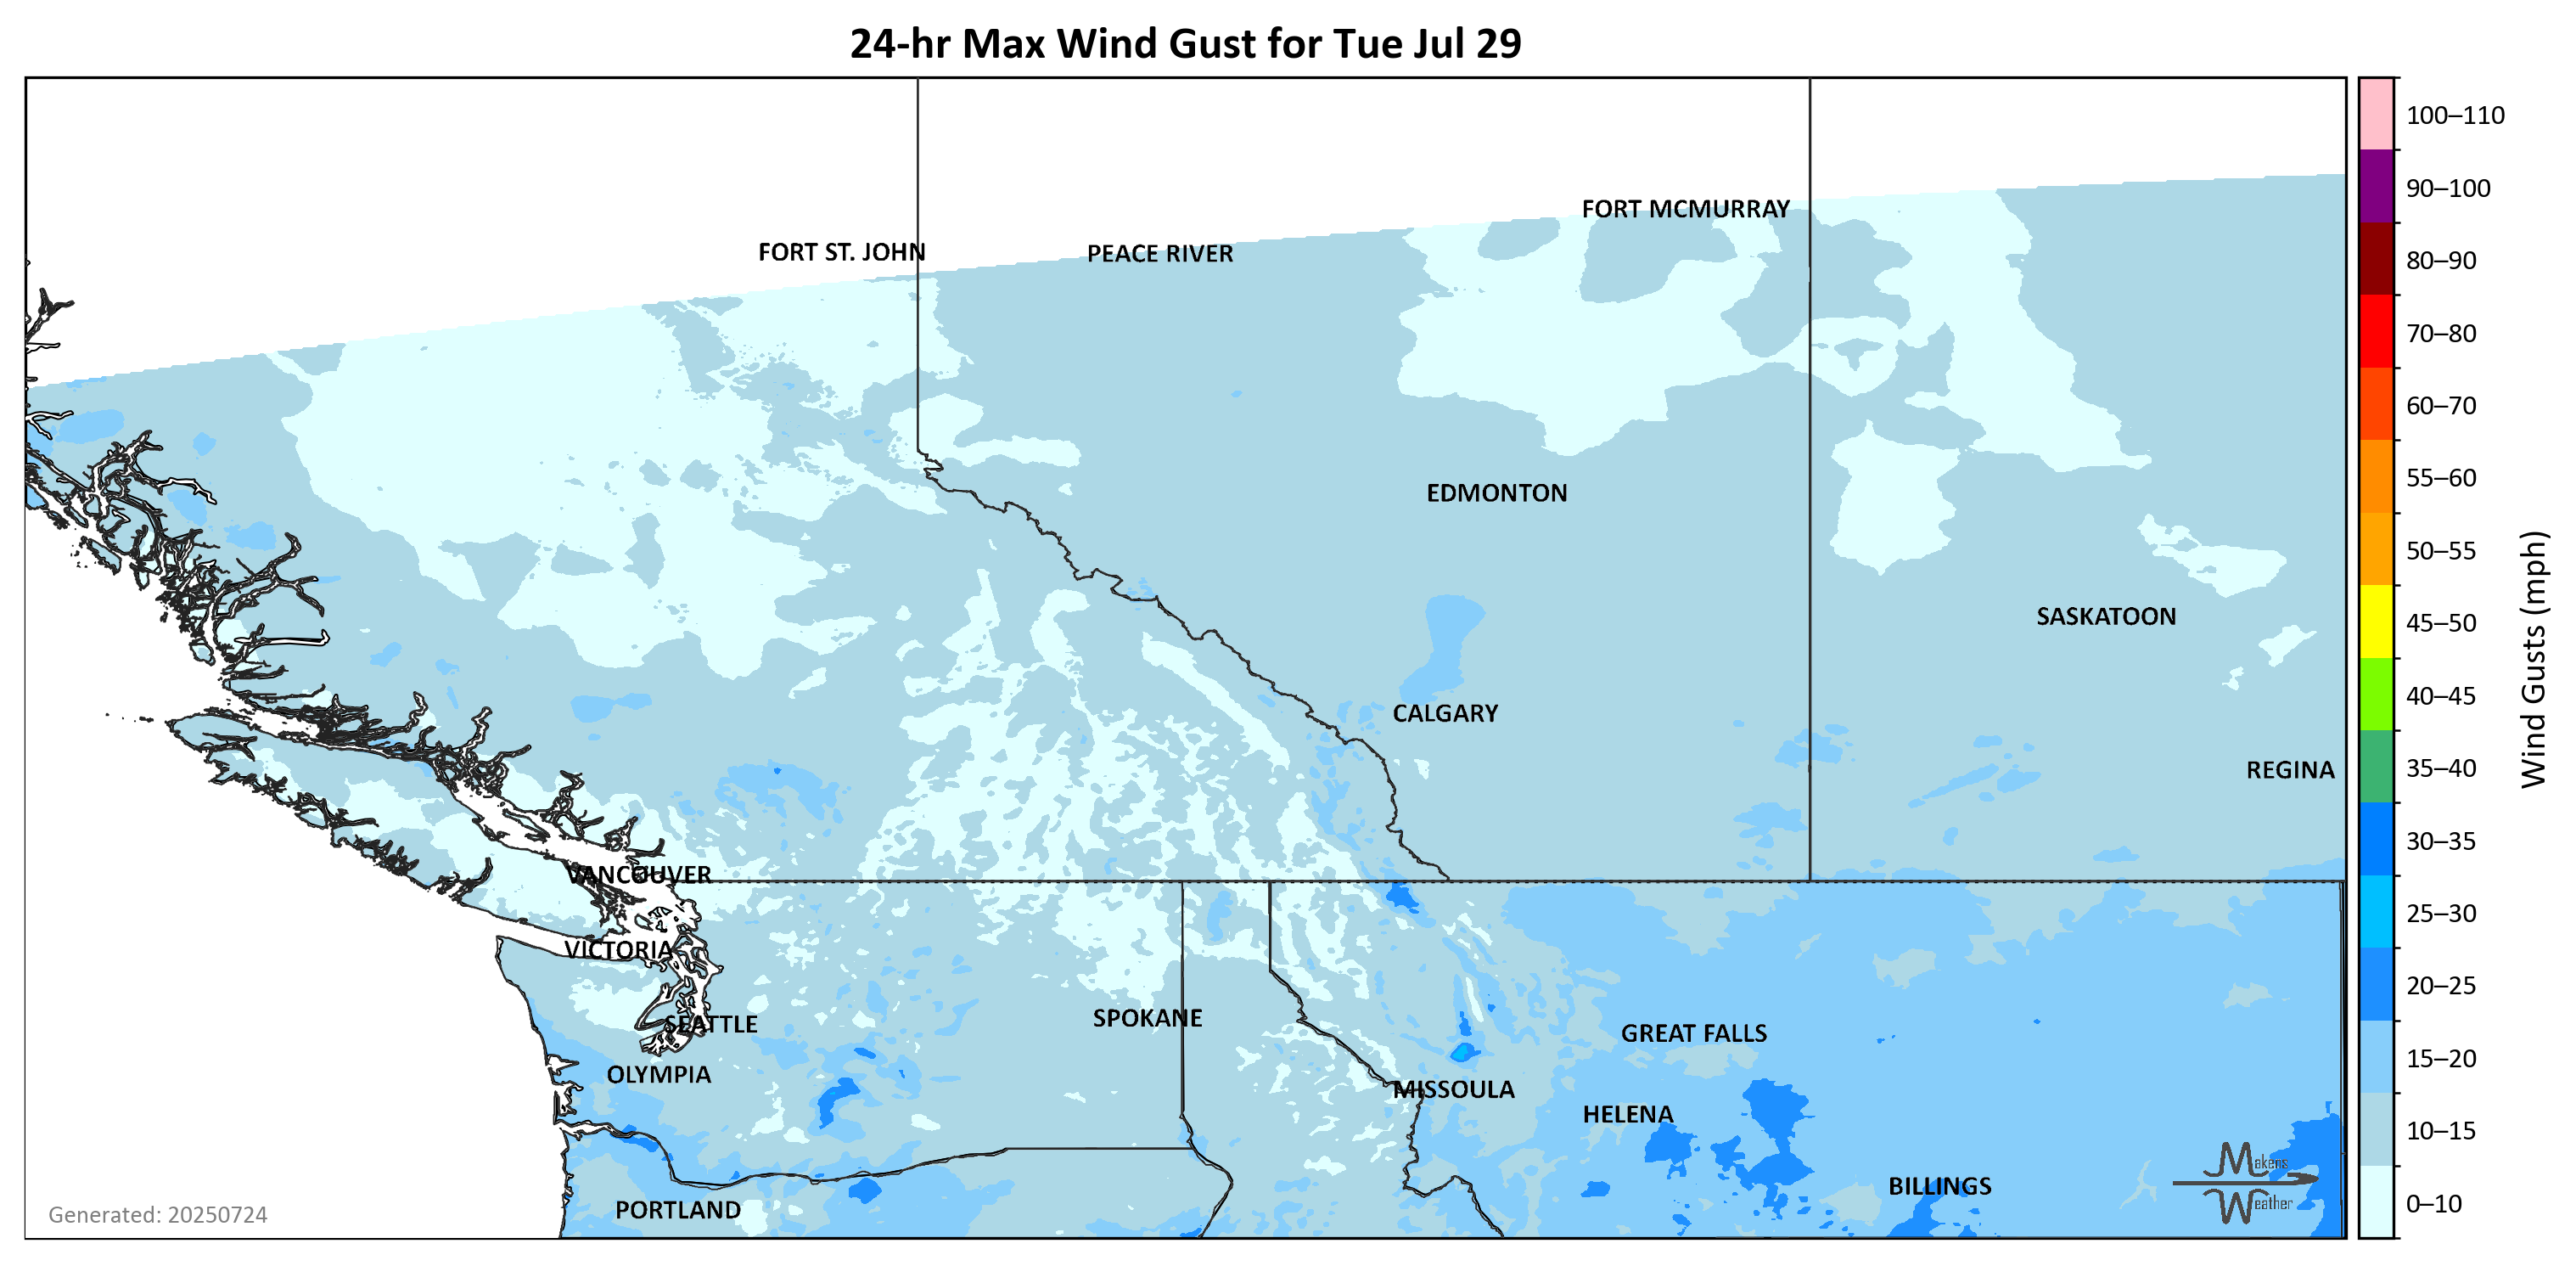 24-hr Max Wind Gust for Tue Jul 29
100–110
90–100
80–90
70–80
60–70
55–60
50–55
45–50
40–45
35–40
30–35
25–30
20–25
15–20
10–15
0–10
Wind Gusts (mph)
FORT MCMURRAY
FORT ST. JOHN
PEACE RIVER
EDMONTON
SASKATOON
CALGARY
REGINA
VANCOUVER
VICTORIA
SEATTLE
SPOKANE
GREAT FALLS
OLYMPIA
MISSOULA
HELENA
BILLINGS
PORTLAND
Makens
Weather
Generated: 20250724